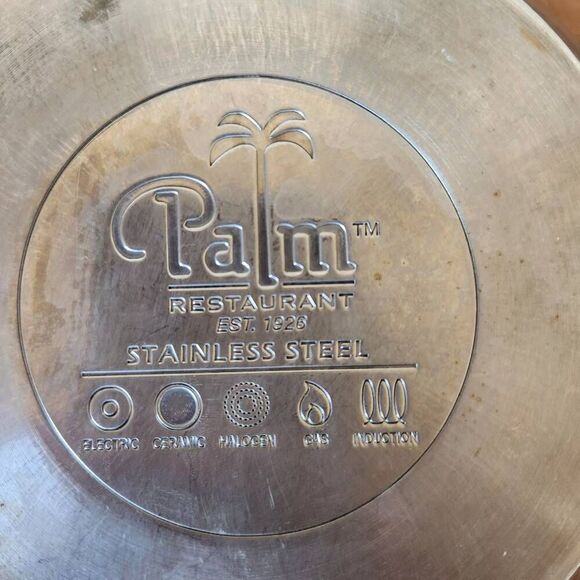 Palm™
RESTAURANT
EST. 1926
STAINLESS STEEL
ELECTRIC CERAMIC HALOGEN GAS INDUCTION